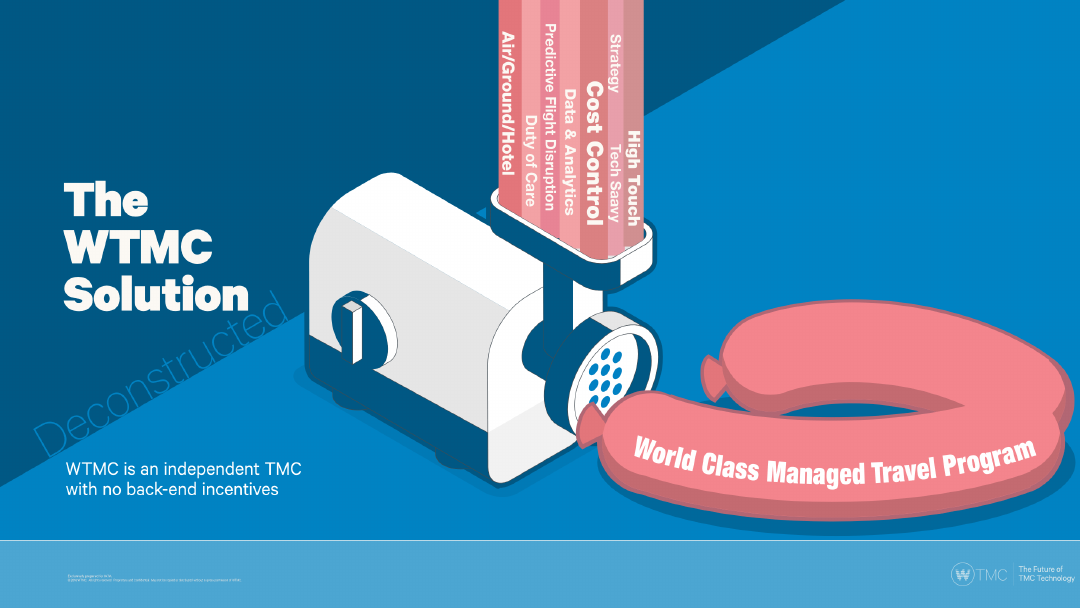 The
WTMC
Solution
Deconstructed
WTMC is an independent TMC
with no back-end incentives
Air/Ground/Hotel
Duty of Care
Predictive Flight Disruption
Data & Analytics
Cost Control
Strategy
Tech Saavy
High Touch
World Class Managed Travel Program
TMC
The Future of
TMC Technology